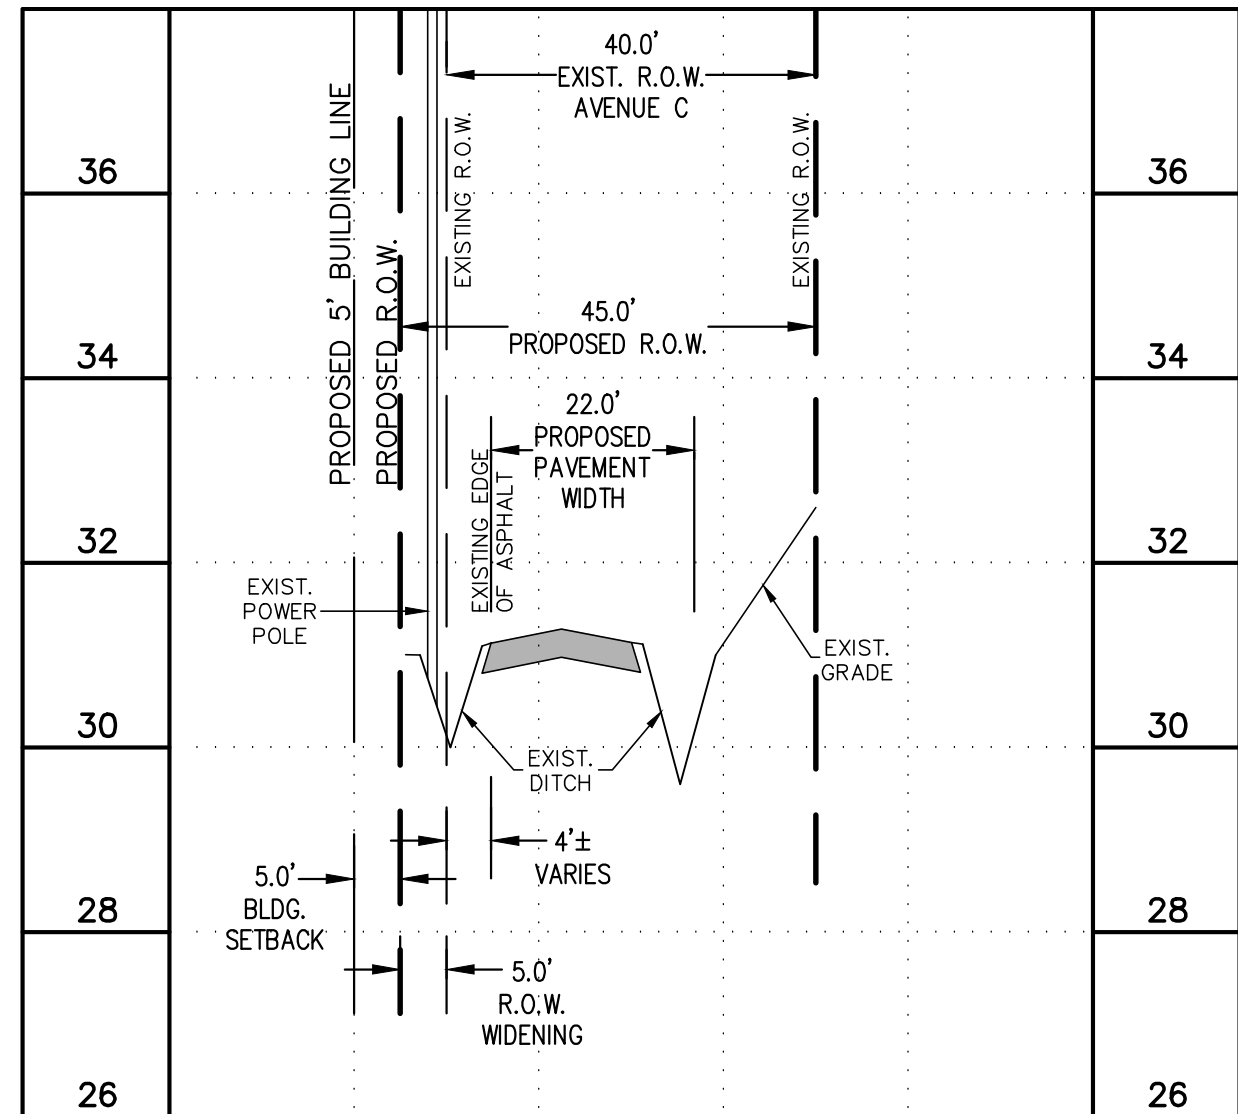 40.0'
EXIST. R.O.W.
AVENUE C
PROPOSED 5' BUILDING LINE
PROPOSED R.O.W.
EXISTING R.O.W.
EXISTING R.O.W.
36
36
45.0'
PROPOSED R.O.W.
34
34
22.0'
PROPOSED
PAVEMENT
WIDTH
EXISTING EDGE
OF ASPHALT
32
32
EXIST.
POWER
POLE
EXIST.
GRADE
30
30
EXIST.
DITCH
4'±
VARIES
5.0'
BLDG.
SETBACK
28
28
5.0'
R.O.W.
WIDENING
26
26